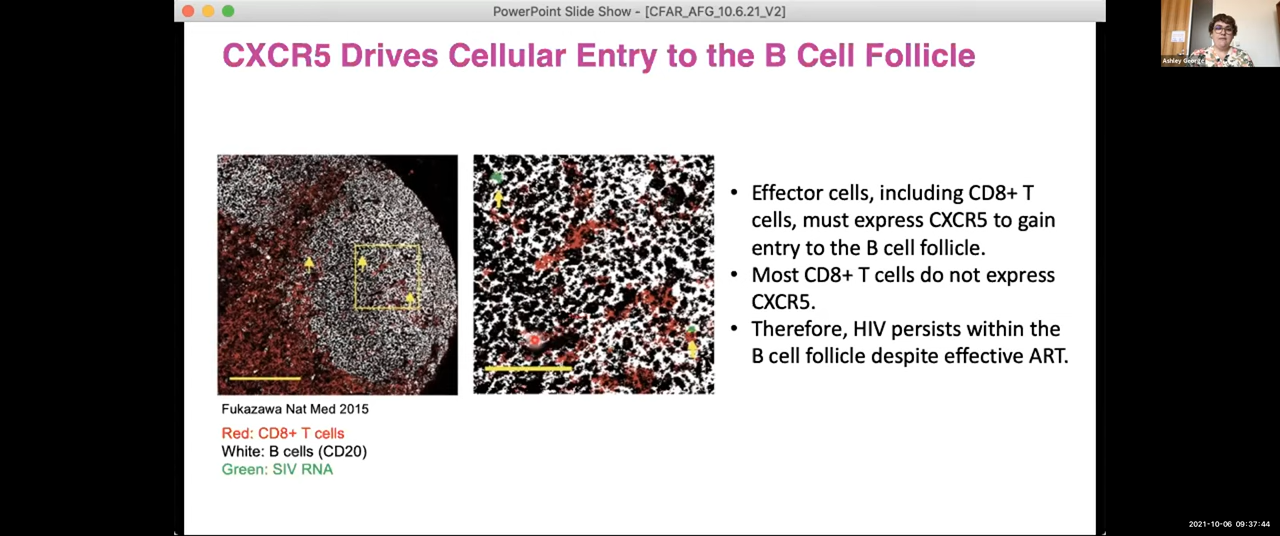 PowerPoint Slide Show - [CFAR_AFG_10.6.21_V2]
CXCR5 Drives Cellular Entry to the B Cell Follicle
Ashley George
• Effector cells, including CD8+ T
cells, must express CXCR5 to gain
entry to the B cell follicle.
• Most CD8+ T cells do not express
CXCR5.
• Therefore, HIV persists within the
B cell follicle despite effective ART.
Fukazawa Nat Med 2015
Red: CD8+ T cells
White: B cells (CD20)
Green: SIV RNA
2021-10-06 09:37:44